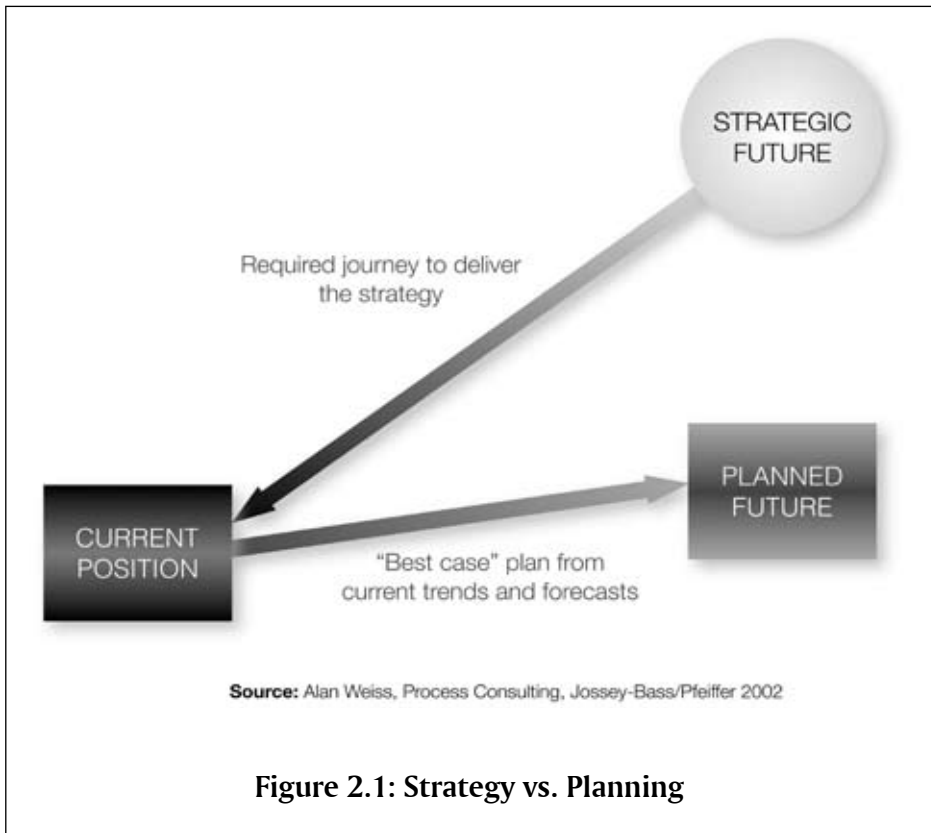 STRATEGIC
FUTURE
Required journey to deliver
the strategy
PLANNED
FUTURE
CURRENT
POSITION
“Best case” plan from
current trends and forecasts
Source: Alan Weiss, Process Consulting, Jossey-Bass/Pfeiffer 2002
Figure 2.1: Strategy vs. Planning